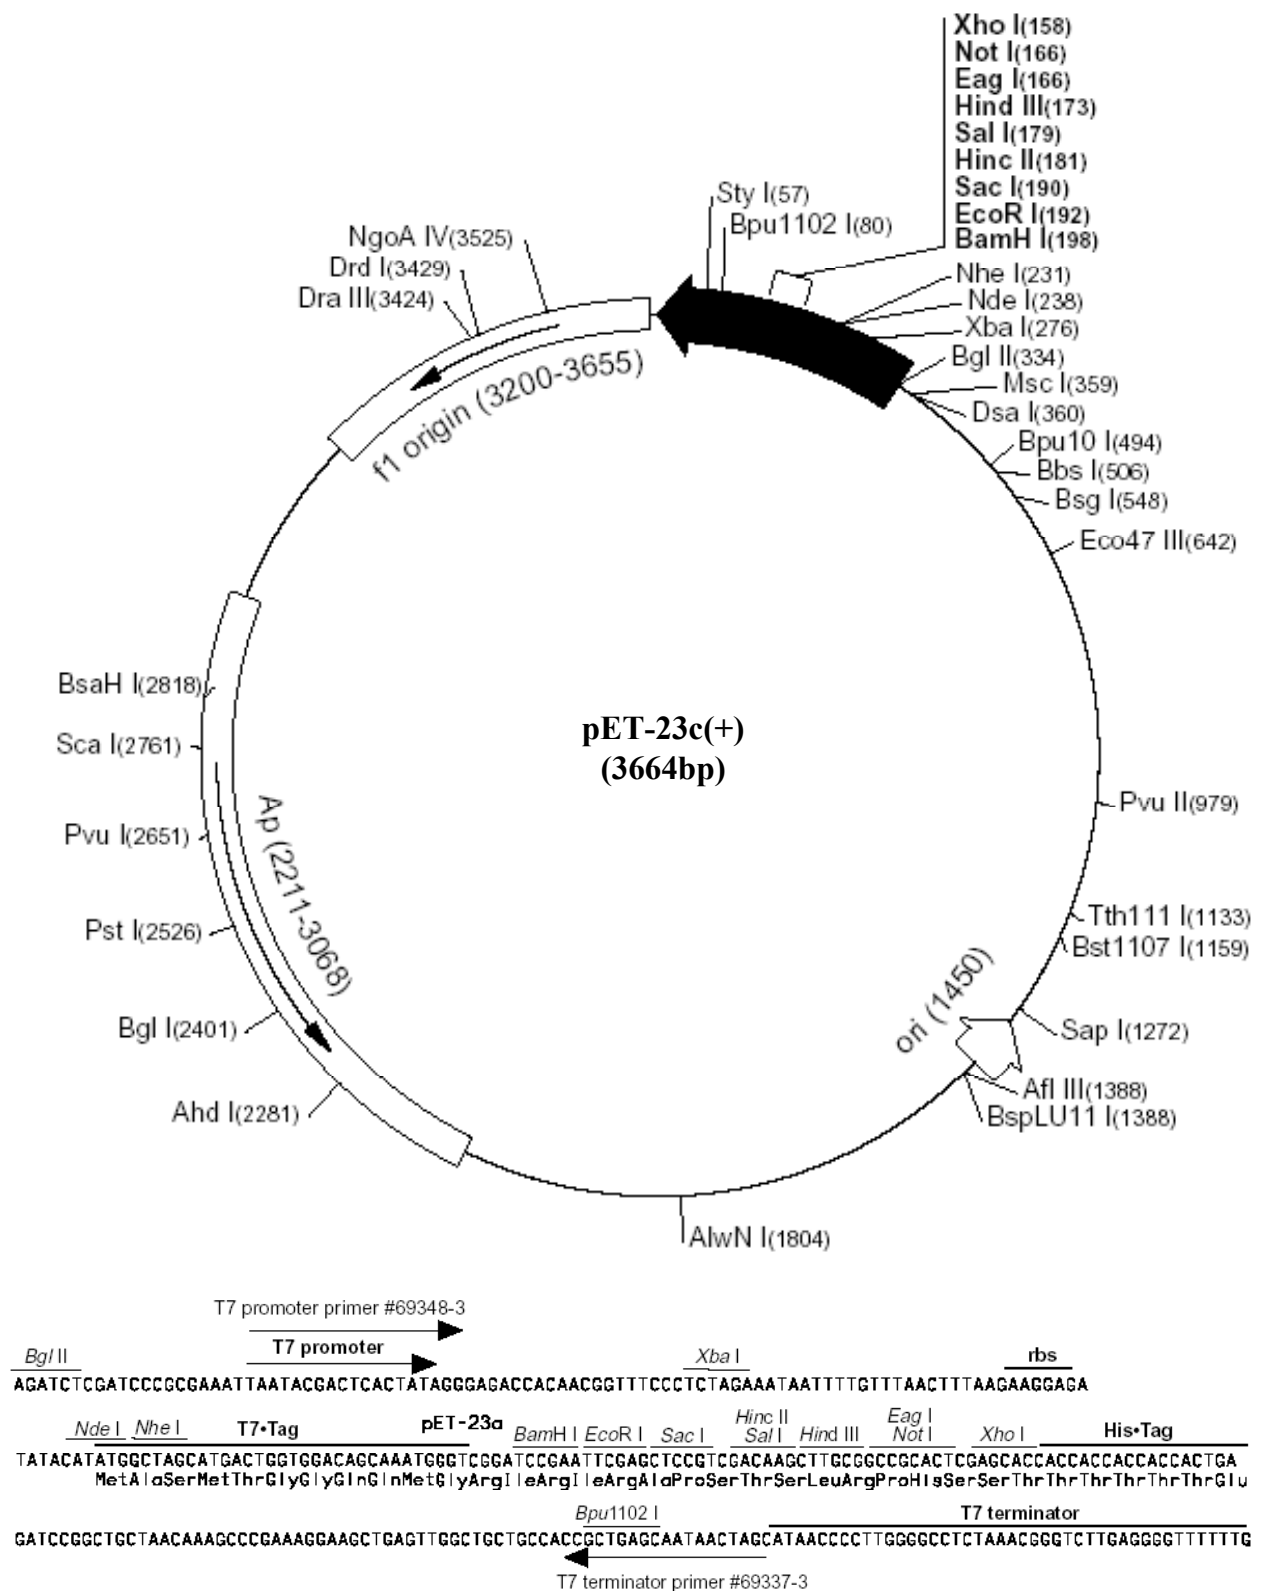 Xho I(158)
Not I(166)
Eag I(166)
Hind III(173)
Sal I(179)
Hinc II(181)
Sac I(190)
EcoR I(192)
BamH I(198)
Sty I(57)
Bpu1102 I(80)
NgoA IV(3525)
Drd I(3429)
Dra III(3424)
Nhe I(231)
Nde I(238)
Xba I(276)
Bgl II(334)
Msc I(359)
Dsa I(360)
Bpu10 I(494)
Bbs I(506)
Bsg I(548)
Eco47 III(642)
f1 origin (3200-3655)
BsaH I(2818)
Sca I(2761)
Pvu I(2651)
Pst I(2526)
Bgl I(2401)
Ahd I(2281)
Ap (2211-3068)
pET-23c(+)
(3664bp)
Pvu II(979)
Tth111 I(1133)
Bst1107 I(1159)
ori (1450)
Sap I(1272)
Afl III(1388)
BspLU11 I(1388)
AlwN I(1804)
T7 promoter primer #69348-3
Bgl II T7 promoter Xba I rbs
AGATCTCGATCCCGCGAAATTAATACGACTCACTATAGGGAGACCACAACGGTTTCCCTCTAGAAATAATTTTGTTTAACTTTAAGAAGGAGA
Nde I Nhe I T7•Tag pET-23a BamH I EcoR I Sac I Hinc II Sal I Hind III Eag I Not I Xho I His•Tag
TATACATATGGCTAGCATGACTGGTGGACAGCAAATGGGTCGGATCCGAATTCGAGCTCCGTCGACAAGCTTGCGGCCGCACTCGAGCACCACCACCACCACCACTGA
MetAlaSerMetThrGlyGlyGlnGlnMetGlyArgIleArgIleArgAlaProSerThrSerLeuArgProHisSerSerThrThrThrThrThrThrGlu
Bpu1102 I T7 terminator
GATCCGGCTGCTAACAAAGCCCGAAAGGAAGCTGAGTTGGCTGCTGCCACCGCTGAGCAATAACTAGCATAACCCCTTGGGGCCTCTAAACGGGTCTTGAGGGGTTTTTTG
T7 terminator primer #69337-3